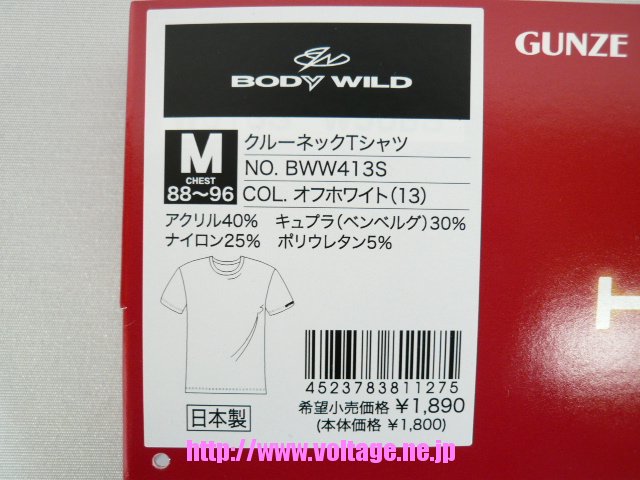 GUNZE
BODY WILD
M
CHEST
88～96
クルーネックTシャツ
NO. BWW413S
COL. オフホワイト(13)
アクリル40% キュプラ(ベンベルグ)30%
ナイロン25% ポリウレタン5%
4523783811275
日本製
希望小売価格 ¥1,890
(本体価格 ¥1,800)
http://www.voltage.ne.jp